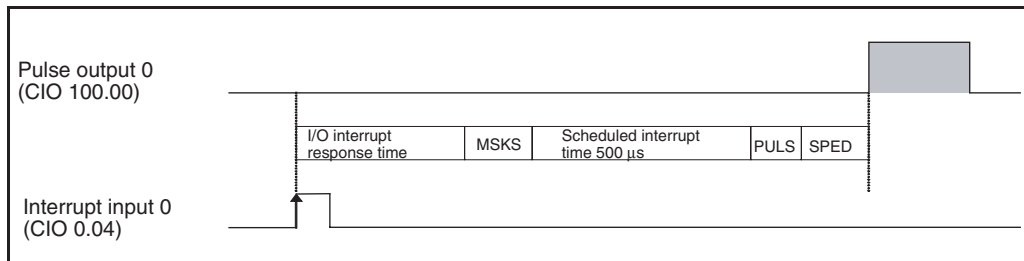 Pulse output 0
(CIO 100.00)
I/O interrupt
response time
MSKS
Scheduled interrupt
time 500 µs
PULS
SPED
Interrupt input 0
(CIO 0.04)